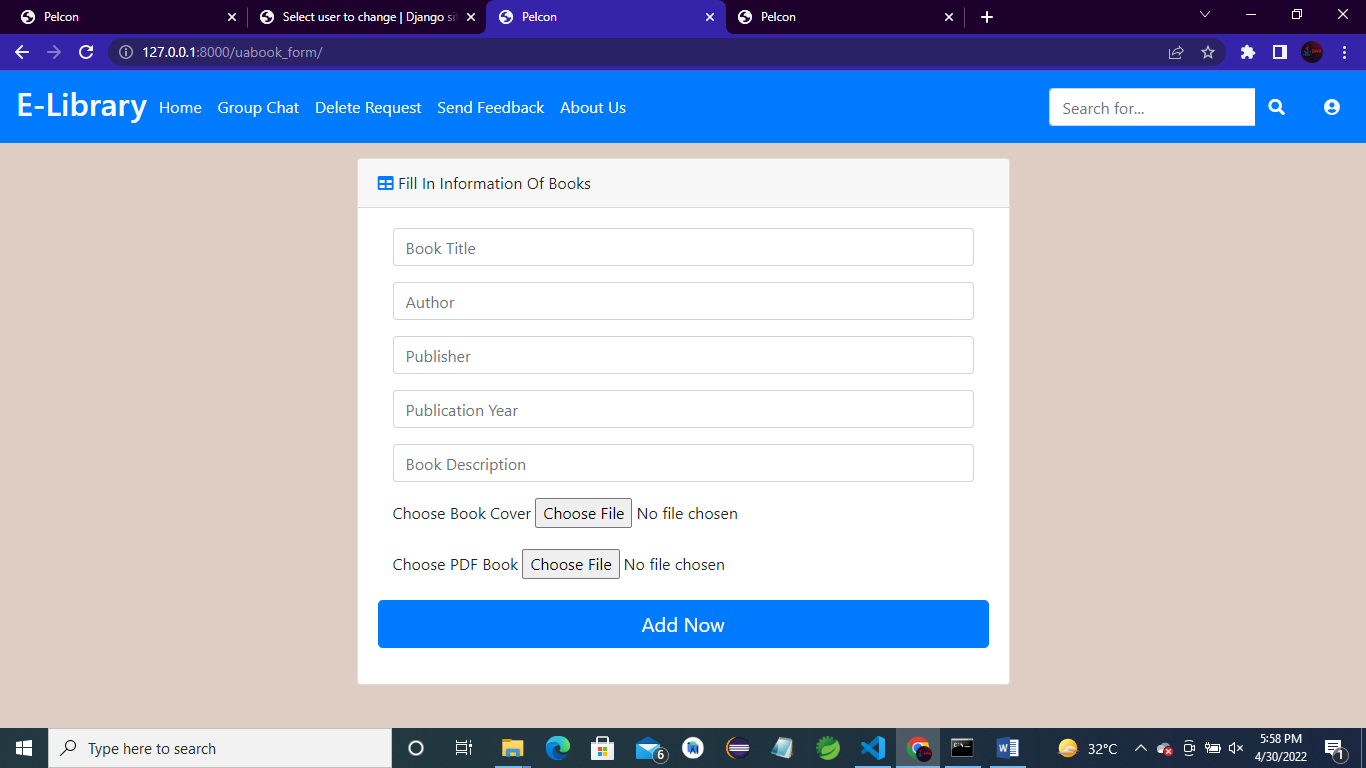 Pelcon
Select user to change | Django si
Pelcon
Pelcon
127.0.0.1:8000/uabook_form/
E-Library Home Group Chat Delete Request Send Feedback About Us Search for...
Fill In Information Of Books
Book Title
Author
Publisher
Publication Year
Book Description
Choose Book Cover Choose File No file chosen
Choose PDF Book Choose File No file chosen
Add Now
Type here to search
6
32°C
5:58 PM
4/30/2022
1